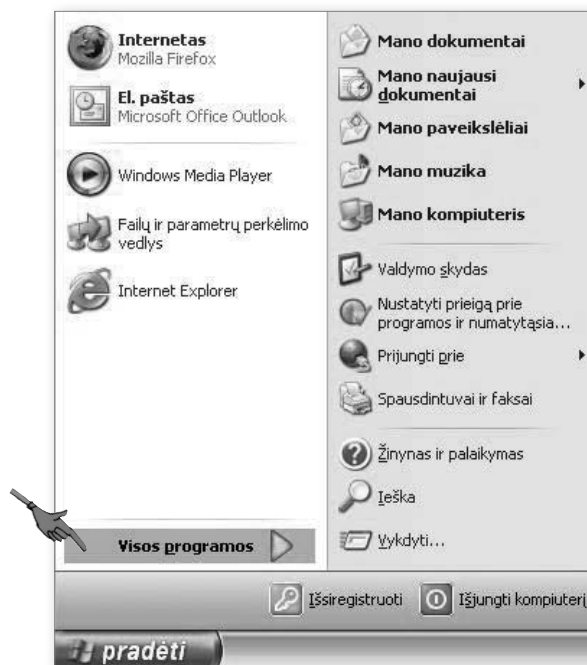 Internetas
Mozilla Firefox
El. paštas
Microsoft Office Outlook
Windows Media Player
Failų ir parametrų perkėlimo
vedlys
Internet Explorer
Visos programos
Mano dokumentai
Mano naujausi
dokumentai
Mano paveikslėliai
Mano muzika
Mano kompiuteris
Valdymo skydas
Nustatyti prieigą prie
programos ir numatytąsia...
Prijungti prie
Spausdintuvai ir faksai
Žinynas ir palaikymas
Ieška
Vykdyti...
Išsiregistruoti
Išjungti kompiuterį
pradėti